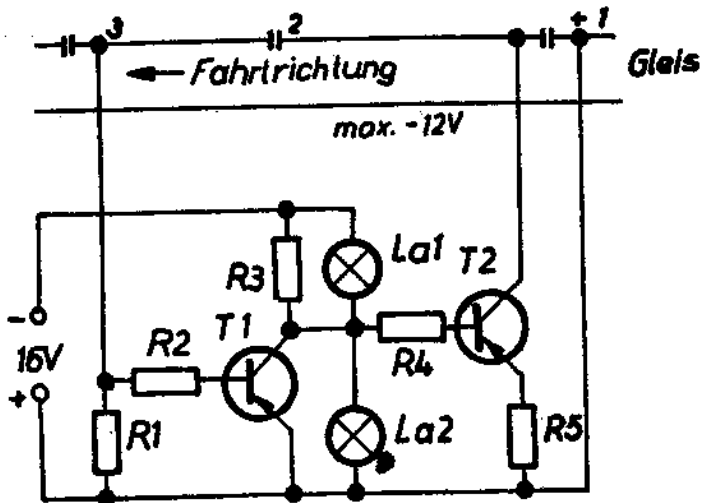 3 2 + 1
Fahrtrichtung Gleis
max. -12V
La1 T2
R3
T1
- R4
16V R2
+
R1 La2 R5